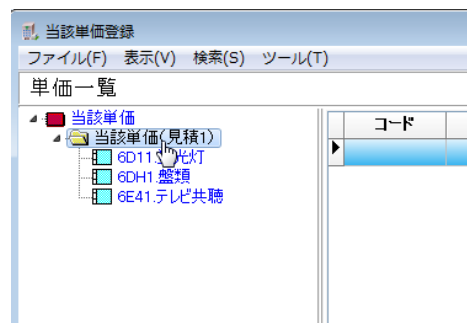 当該単価登録
ファイル(F) 表示(V) 検索(S) ツール(T)
単価一覧
当該単価
コード
当該単価(見積1)
6D11.光灯
6DH1.盤類
6E41.テレビ共聴